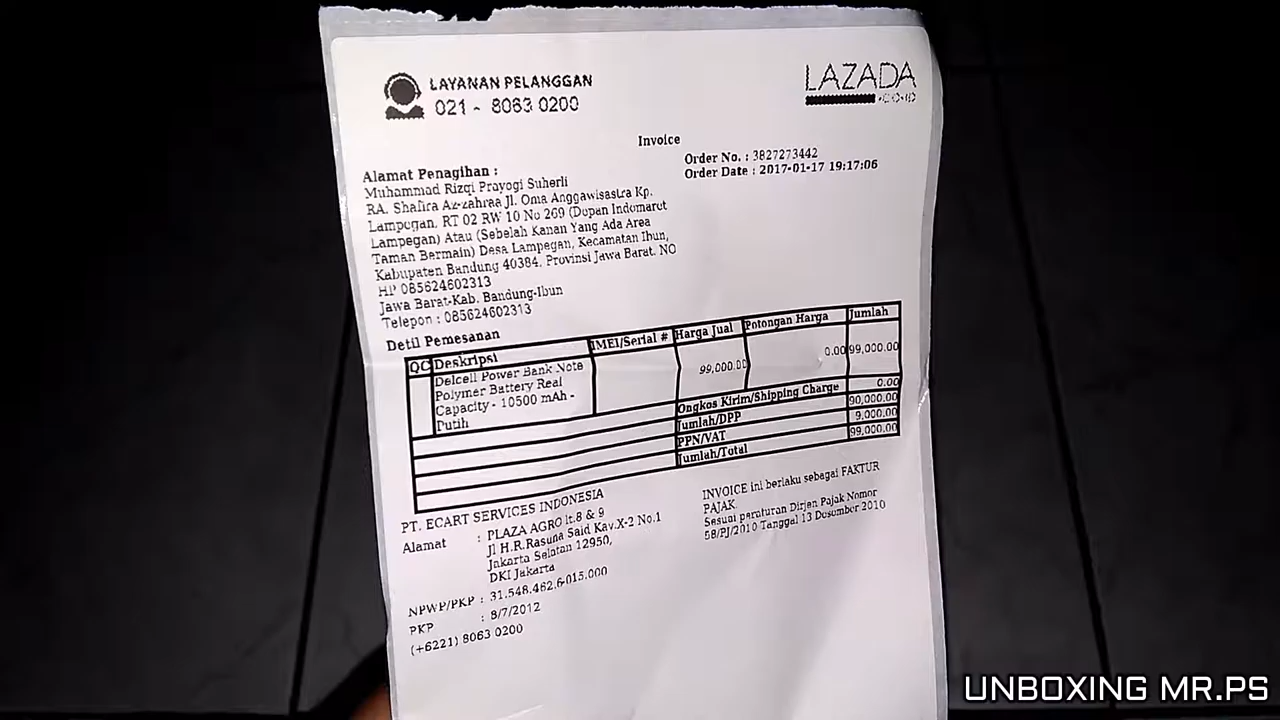 LAYANAN PELANGGAN
021 - 8063 0200
LAZADA
.CO.ID
Invoice
Order No. : 3827273442
Order Date : 2017-01-17 19:17:06
Alamat Penagihan :
Muhammad Rizqi Prayogi Suherli
RA. Shafira Az-zahraa Jl. Oma Anggawisastra Kp.
Lampegan, RT 02 RW 10 No 269 (Depan Indomaret
Lampegan) Atau (Sebelah Kanan Yang Ada Area
Taman Bermain) Desa Lampegan, Kecamatan Ibun,
Kabupaten Bandung 40384. Provinsi Jawa Barat. NO
HP 085624602313
Jawa Barat-Kab. Bandung-Ibun
Telepon : 085624602313
Detil Pemesanan
QC Deskripsi IMEI/Serial # Harga Jual Potongan Harga Jumlah
Delcell Power Bank Note 99,000.00 0.00 99,000.00
Polymer Battery Real
Capacity - 10500 mAh -
Putih
Ongkos Kirim/Shipping Charge 0.00
Jumlah/DPP 90,000.00
PPN/VAT 9,000.00
Jumlah/Total 99,000.00
PT. ECART SERVICES INDONESIA
Alamat : PLAZA AGRO lt.8 & 9
Jl H.R.Rasuna Said Kav.X-2 No.1
Jakarta Selatan 12950,
DKI Jakarta
NPWP/PKP : 31.548.462.6-015.000
PKP : 8/7/2012
(+6221) 8063 0200
INVOICE ini berlaku sebagai FAKTUR
PAJAK.
Sesuai peraturan Dirjen Pajak Nomor
58/PJ/2010 Tanggal 13 Desember 2010
UNBOXING MR.PS